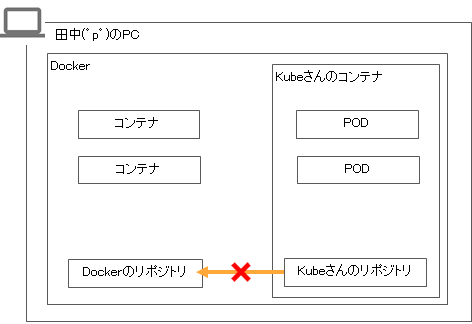 田中(ﾟpﾟ)のPC
Docker
Kubeさんのコンテナ
コンテナ
POD
コンテナ
POD
Dockerのリポジトリ
Kubeさんのリポジトリ